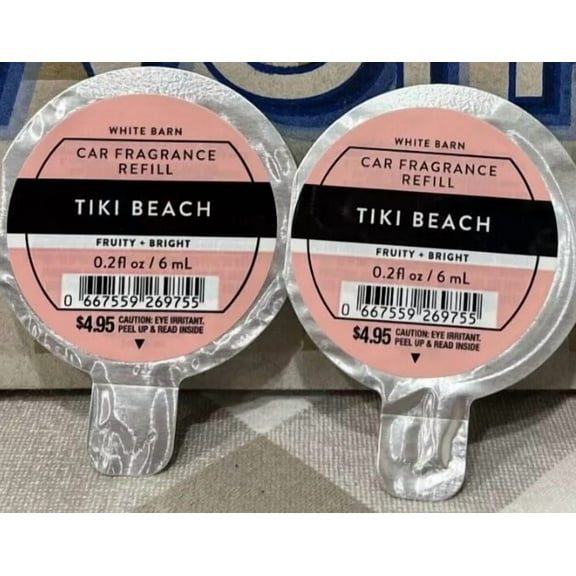 WHITE BARN
CAR FRAGRANCE
REFILL
TIKI BEACH
FRUITY + BRIGHT
0.2fl oz / 6 mL
0 667559 269755
$4.95 CAUTION: EYE IRRITANT.
PEEL UP & READ INSIDE
WHITE BARN
CAR FRAGRANCE
REFILL
TIKI BEACH
FRUITY + BRIGHT
0.2fl oz / 6 mL
0 667559 269755
$4.95 CAUTION: EYE IRRITANT.
PEEL UP & READ INSIDE